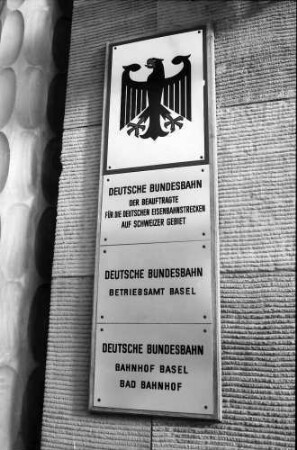 DEUTSCHE BUNDESBAHN
DER BEAUFTRAGTE
FÜR DIE DEUTSCHEN EISENBAHNSTRECKEN
AUF SCHWEIZER GEBIET
DEUTSCHE BUNDESBAHN
BETRIEBSAMT BASEL
DEUTSCHE BUNDESBAHN
BAHNHOF BASEL
BAD BAHNHOF